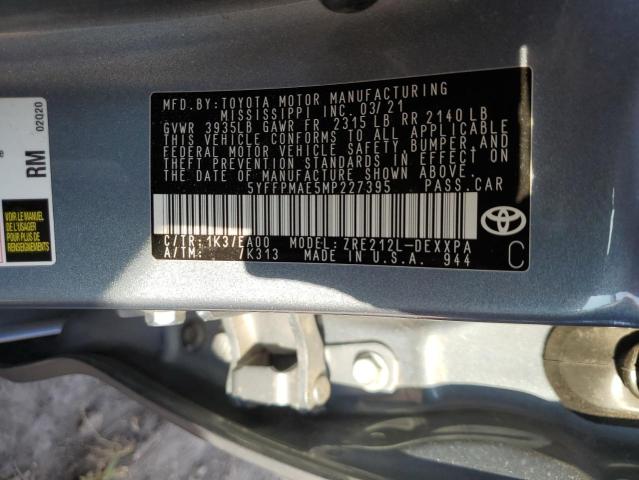 MFD.BY: TOYOTA MOTOR MANUFACTURING
MISSISSIPPI INC. 03/21
GVWR 3935LB GAWR FR 2315 LB RR 2140 LB
THIS VEHICLE CONFORMS TO ALL APPLICABLE
FEDERAL MOTOR VEHICLE SAFETY, BUMPER, AND
THEFT PREVENTION STANDARDS IN EFFECT ON
THE DATE OF MANUFACTURE SHOWN ABOVE.
5YFFPMAE5MP227395 PASS.CAR
C/TR: 1K3/EA00 MODEL: ZRE212L-DEXXPA
A/TM: /K313 MADE IN U.S.A. 944
C
02Q20
RM
VOIR LE MANUEL
DE L'USAGER
POUR PLUS DE